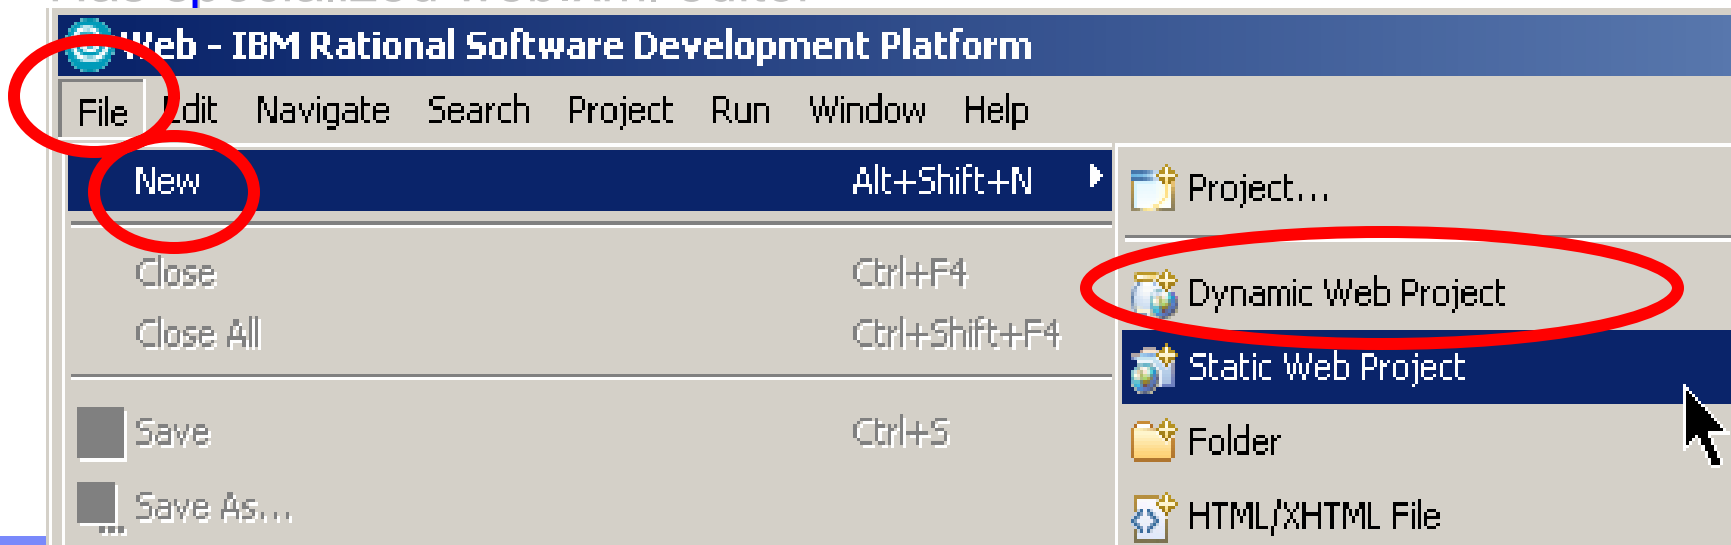 Web - IBM Rational Software Development Platform
File Edit Navigate Search Project Run Window Help
New Alt+Shift+N
Project...
Close Ctrl+F4
Dynamic Web Project
Close All Ctrl+Shift+F4
Static Web Project
Save Ctrl+S
Folder
Save As...
HTML/XHTML File